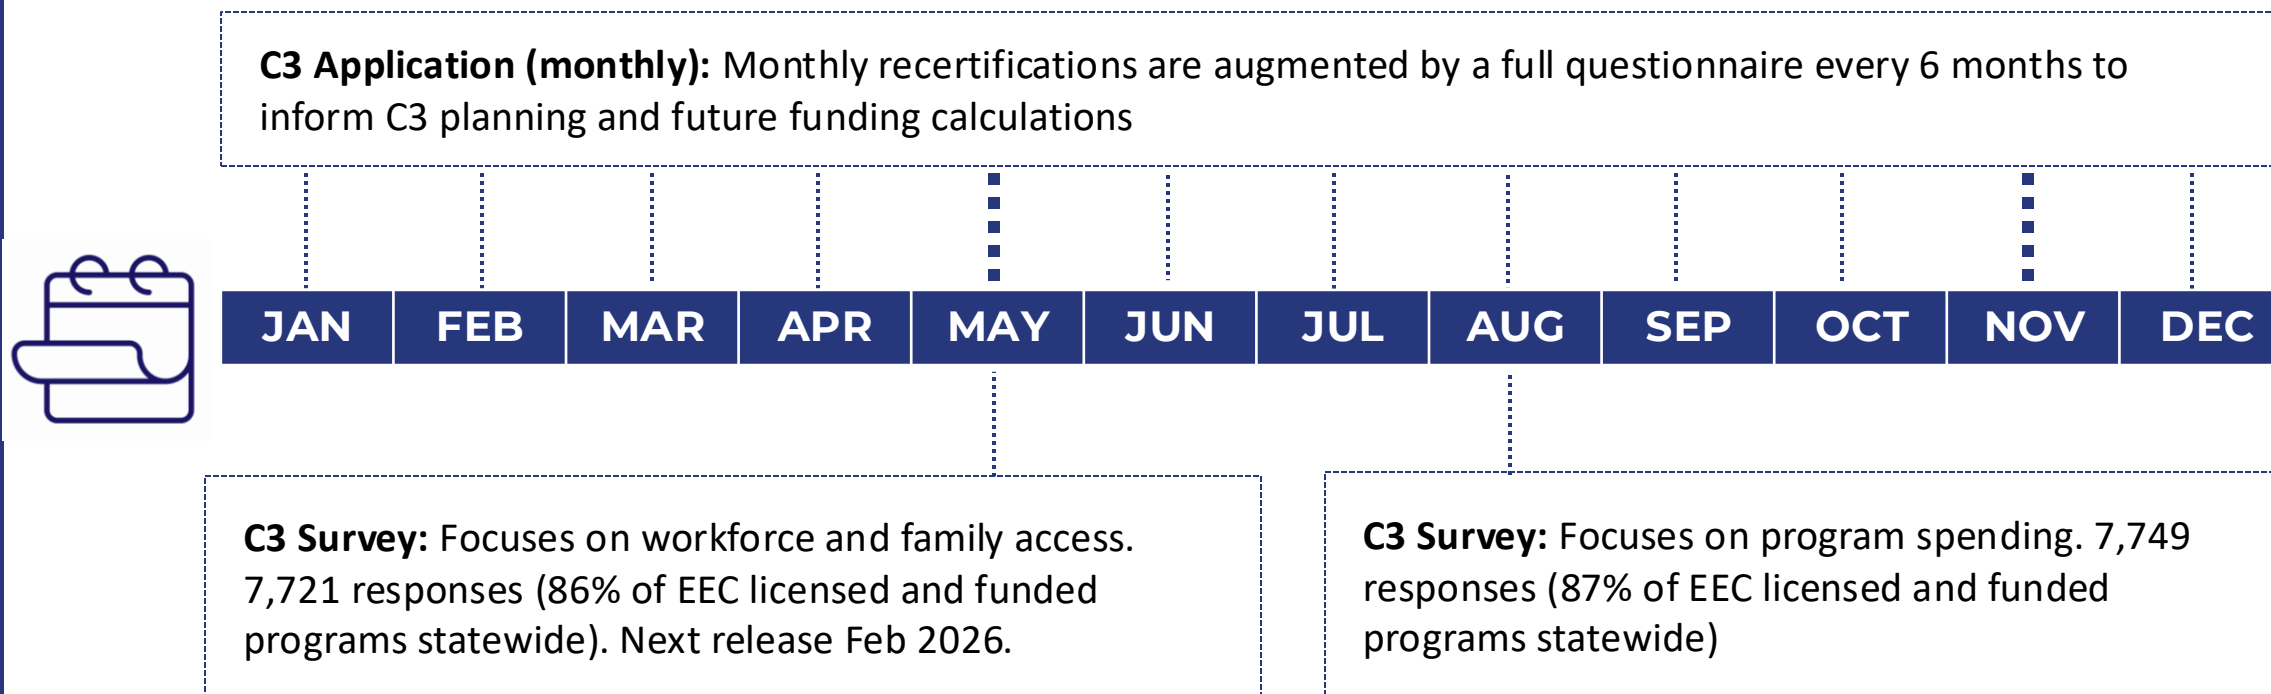 C3 Application (monthly): Monthly recertifications are augmented by a full questionnaire every 6 months to
inform C3 planning and future funding calculations
JAN FEB MAR APR MAY JUN JUL AUG SEP OCT NOV DEC
C3 Survey: Focuses on workforce and family access.
7,721 responses (86% of EEC licensed and funded
programs statewide). Next release Feb 2026.
C3 Survey: Focuses on program spending. 7,749
responses (87% of EEC licensed and funded
programs statewide)